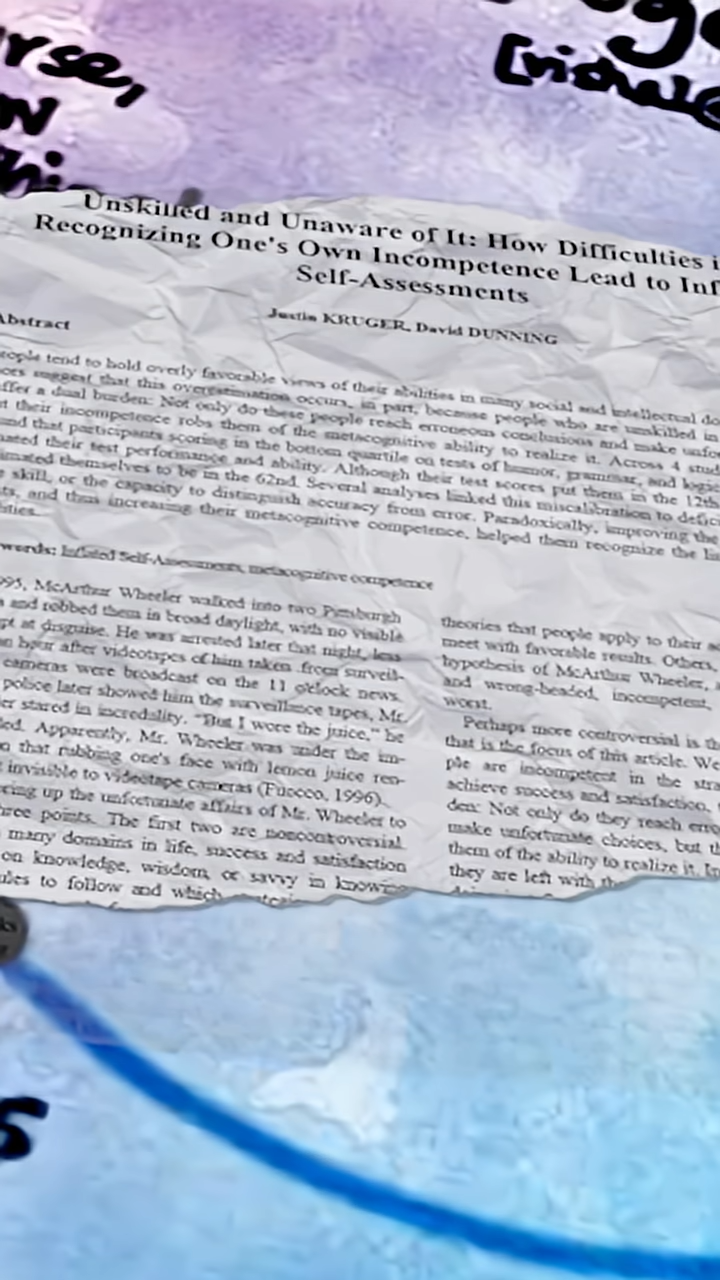 urse,
[vishal@
Unskilled and Unaware of It: How Difficulties i
Recognizing One's Own Incompetence Lead to Inf
Self-Assessments
Justin KRUGER, David DUNNING
Abstract
eople tend to hold overly favorable views of their abilities in many social and intellectual do
ces suggest that this overestimation occurs, in part, because people who are unskilled in
ffer a dual burden: Not only do these people reach erroneous conclusions and make unfo
t their incompetence robs them of the metacognitive ability to realize it. Across 4 stud
und that participants scoring in the bottom quartile on tests of humor, grammar, and logic
mated their test performance and ability. Although their test scores put them in the 12th
imated themselves to be in the 62nd. Several analyses linked this miscalibration to defici
e skill, or the capacity to distinguish accuracy from error. Paradoxically, improving the
ts, and thus increasing their metacognitive competence, helped them recognize the li
ities.
words: Inflated Self-Assessments, metacognitive competence
995, McArthur Wheeler walked into two Pittsburgh
s and robbed them in broad daylight, with no visible
pt at disguise. He was arrested later that night, less
an hour after videotapes of him taken from surveil-
cameras were broadcast on the 11 o'clock news.
police later showed him the surveillance tapes, Mr.
er stared in incredulity. "But I wore the juice," he
led. Apparently, Mr. Wheeler was under the im-
n that rubbing one's face with lemon juice ren-
invisible to videotape cameras (Fuocco, 1996).
ring up the unfortunate affairs of Mr. Wheeler to
hree points. The first two are noncontroversial.
many domains in life, success and satisfaction
on knowledge, wisdom, or savvy in knowing
ules to follow and which
theories that people apply to their a
meet with favorable results. Others,
hypothesis of McArthur Wheeler,
and wrong-headed, incompetent,
worst.
Perhaps more controversial is th
that is the focus of this article. We
ple are incompetent in the stra
achieve success and satisfaction,
den: Not only do they reach erro
make unfortunate choices, but th
them of the ability to realize it. In
they are left with the